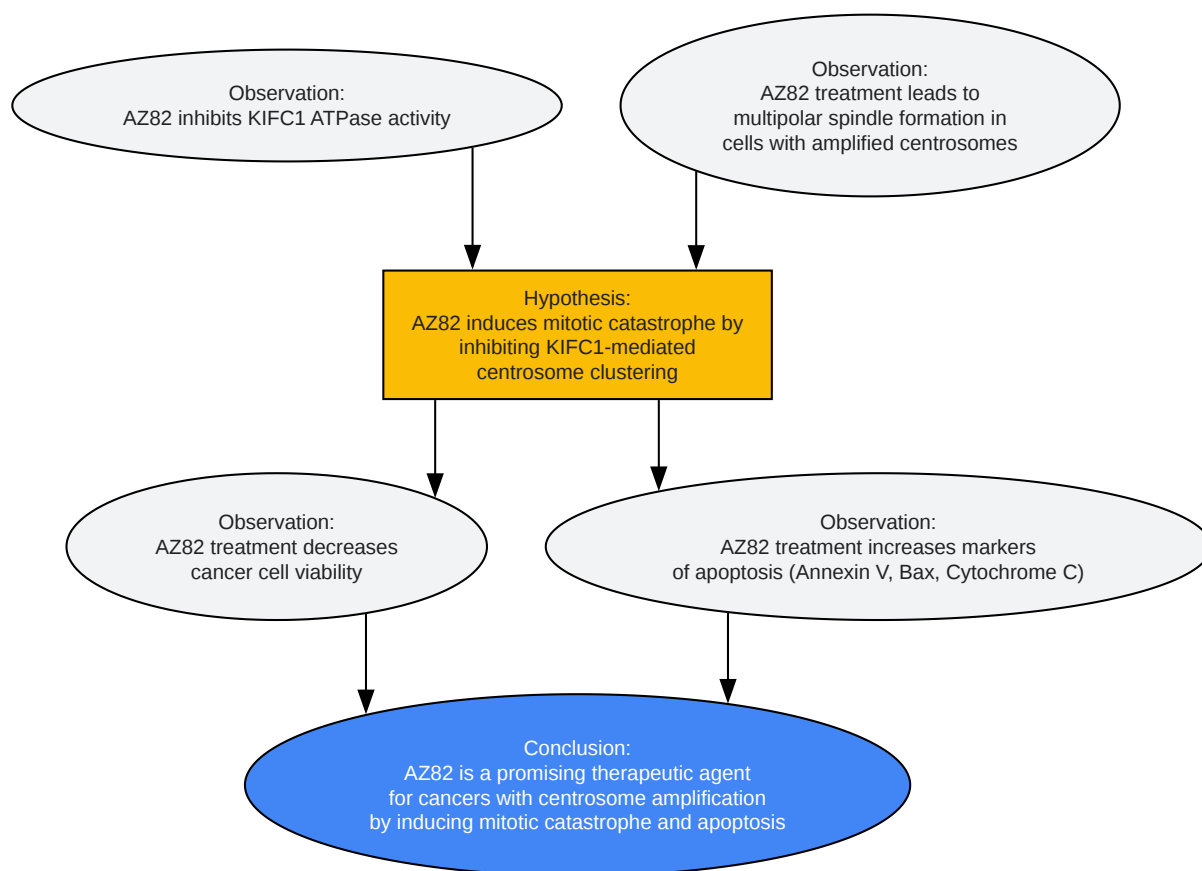 Observation:
AZ82 inhibits KIFC1 ATPase activity
Observation:
AZ82 treatment leads to
multipolar spindle formation in
cells with amplified centrosomes
Hypothesis:
AZ82 induces mitotic catastrophe by
inhibiting KIFC1-mediated
centrosome clustering
Observation:
AZ82 treatment decreases
cancer cell viability
Observation:
AZ82 treatment increases markers
of apoptosis (Annexin V, Bax, Cytochrome C)
Conclusion:
AZ82 is a promising therapeutic agent
for cancers with centrosome amplification
by inducing mitotic catastrophe and apoptosis